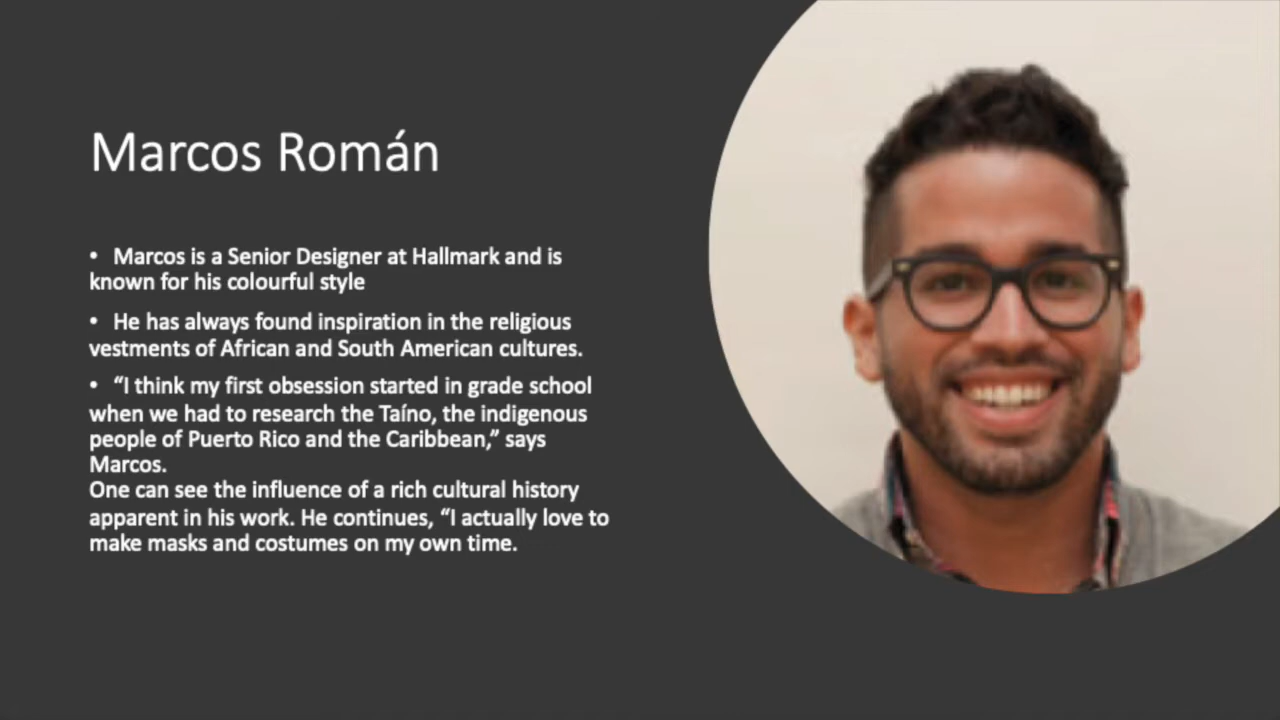 Marcos Román
• Marcos is a Senior Designer at Hallmark and is
known for his colourful style
• He has always found inspiration in the religious
vestments of African and South American cultures.
• “I think my first obsession started in grade school
when we had to research the Taíno, the indigenous
people of Puerto Rico and the Caribbean,” says
Marcos.
One can see the influence of a rich cultural history
apparent in his work. He continues, “I actually love to
make masks and costumes on my own time.